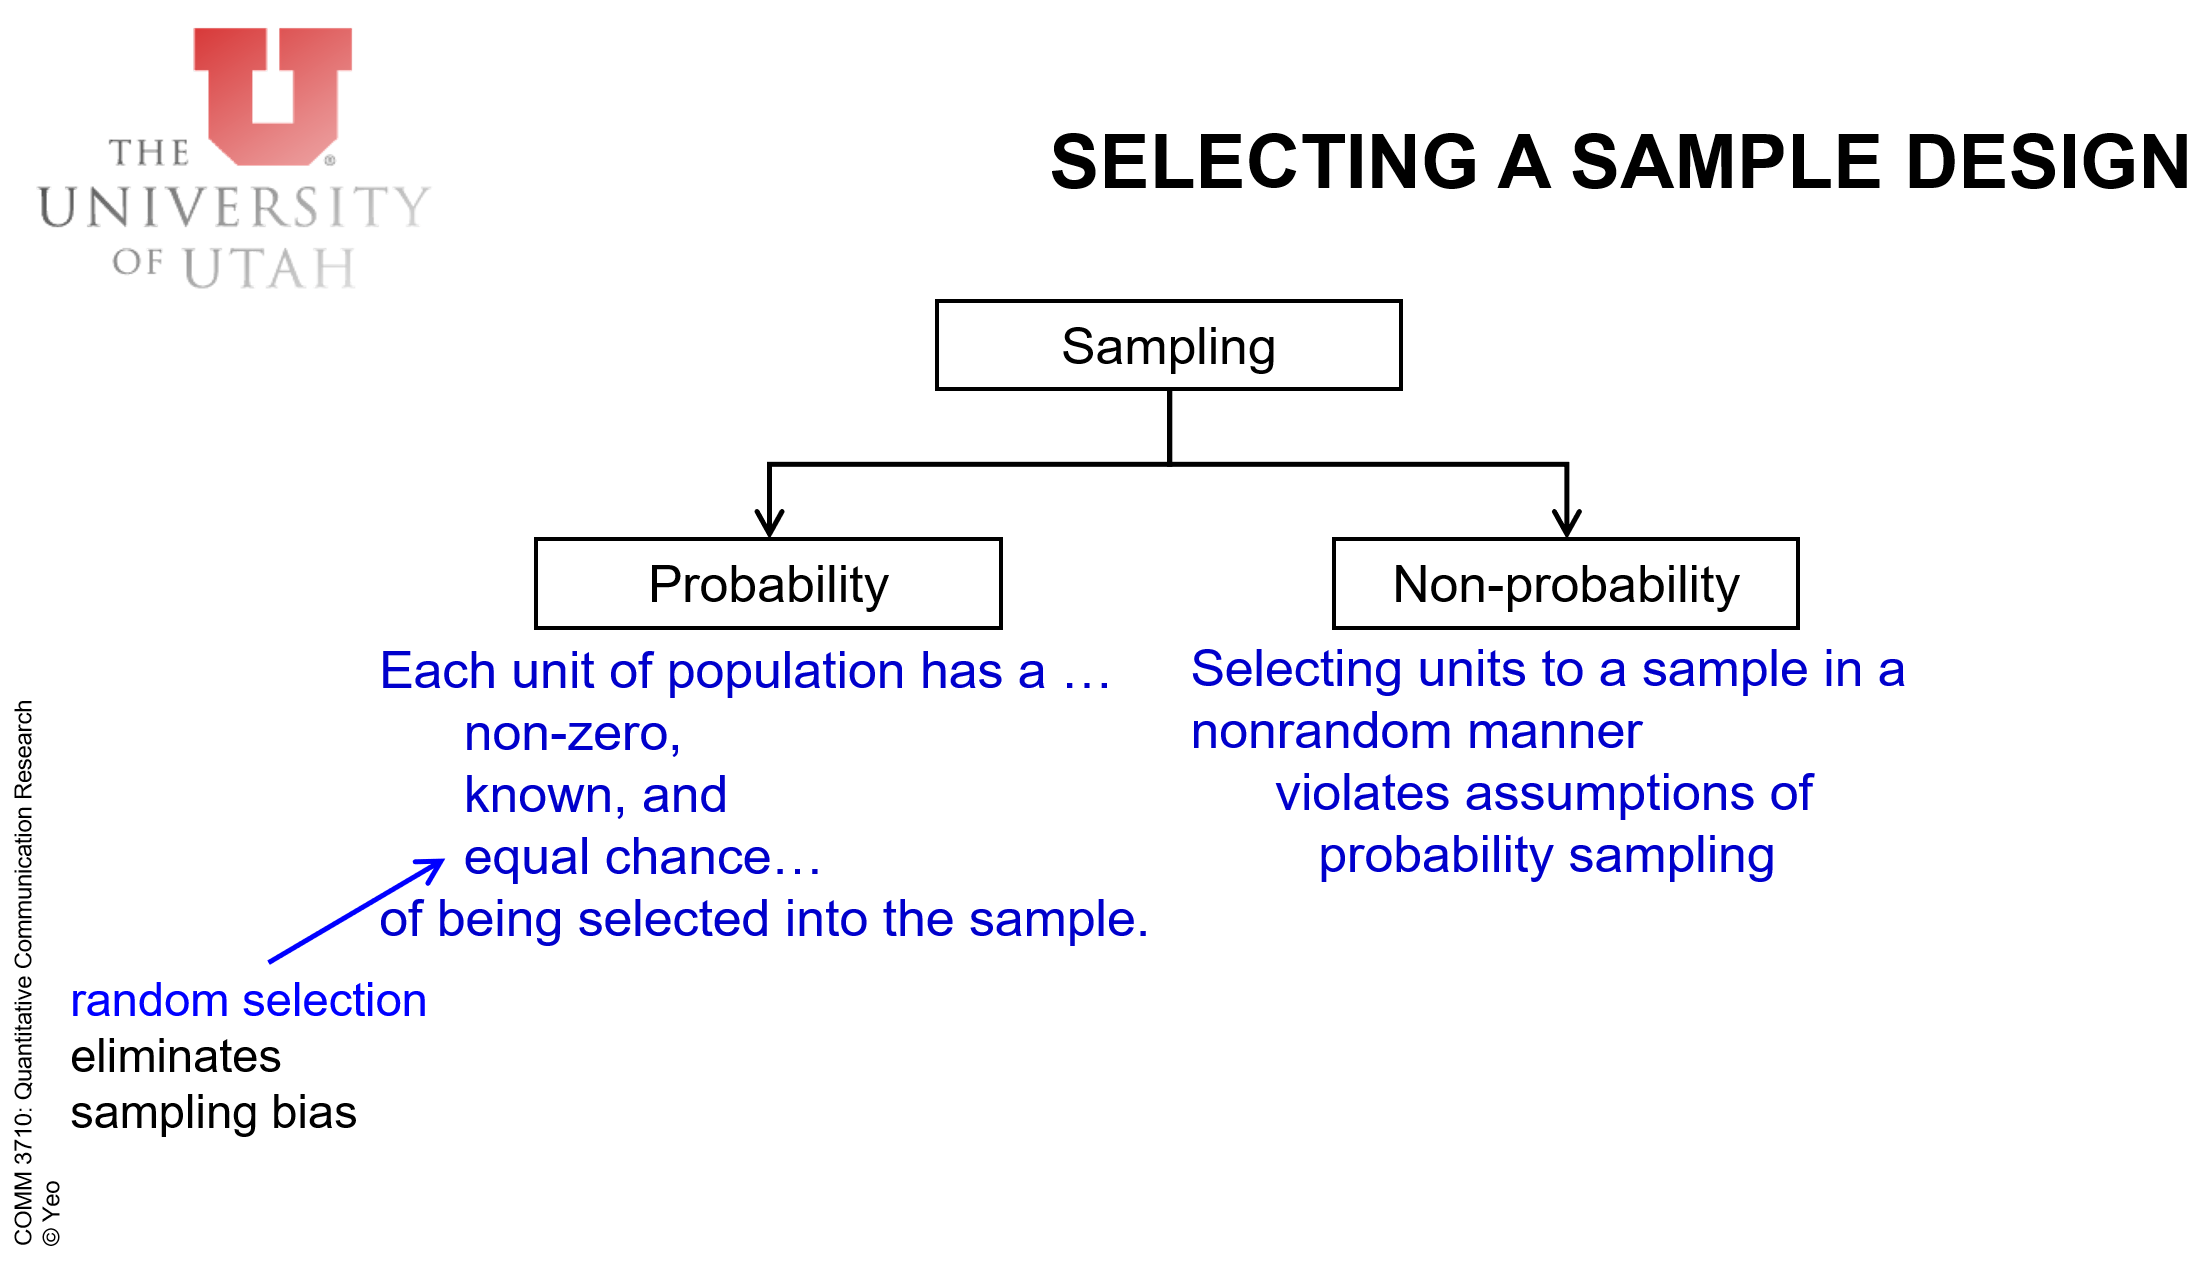 THE
UNIVERSITY
OF UTAH
®
SELECTING A SAMPLE DESIGN
Sampling
Probability
Non-probability
Each unit of population has a …
non-zero,
known, and
equal chance…
of being selected into the sample.
Selecting units to a sample in a
nonrandom manner
violates assumptions of
probability sampling
random selection
eliminates
sampling bias
COMM 3710: Quantitative Communication Research
© Yeo